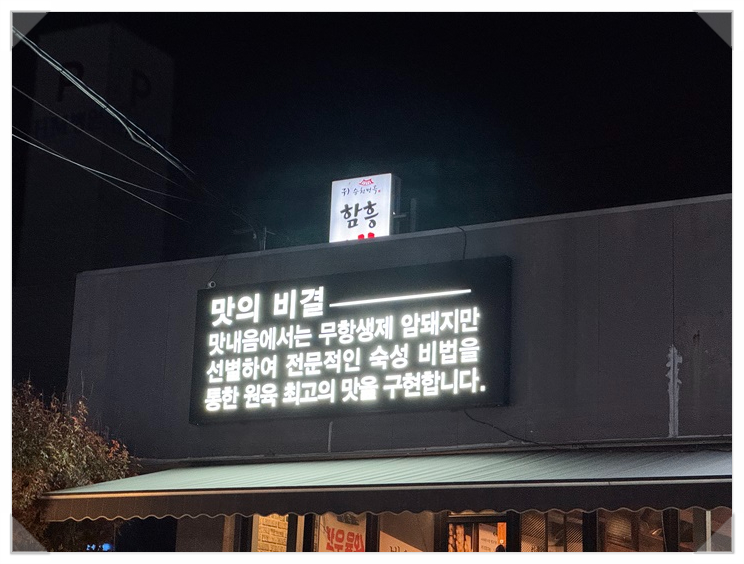 P P
함흥
맛의 비결
맛내음에서는 무항생제 암돼지만
선별하여 전문적인 숙성 비법을
통한 원육 최고의 맛을 구현합니다.